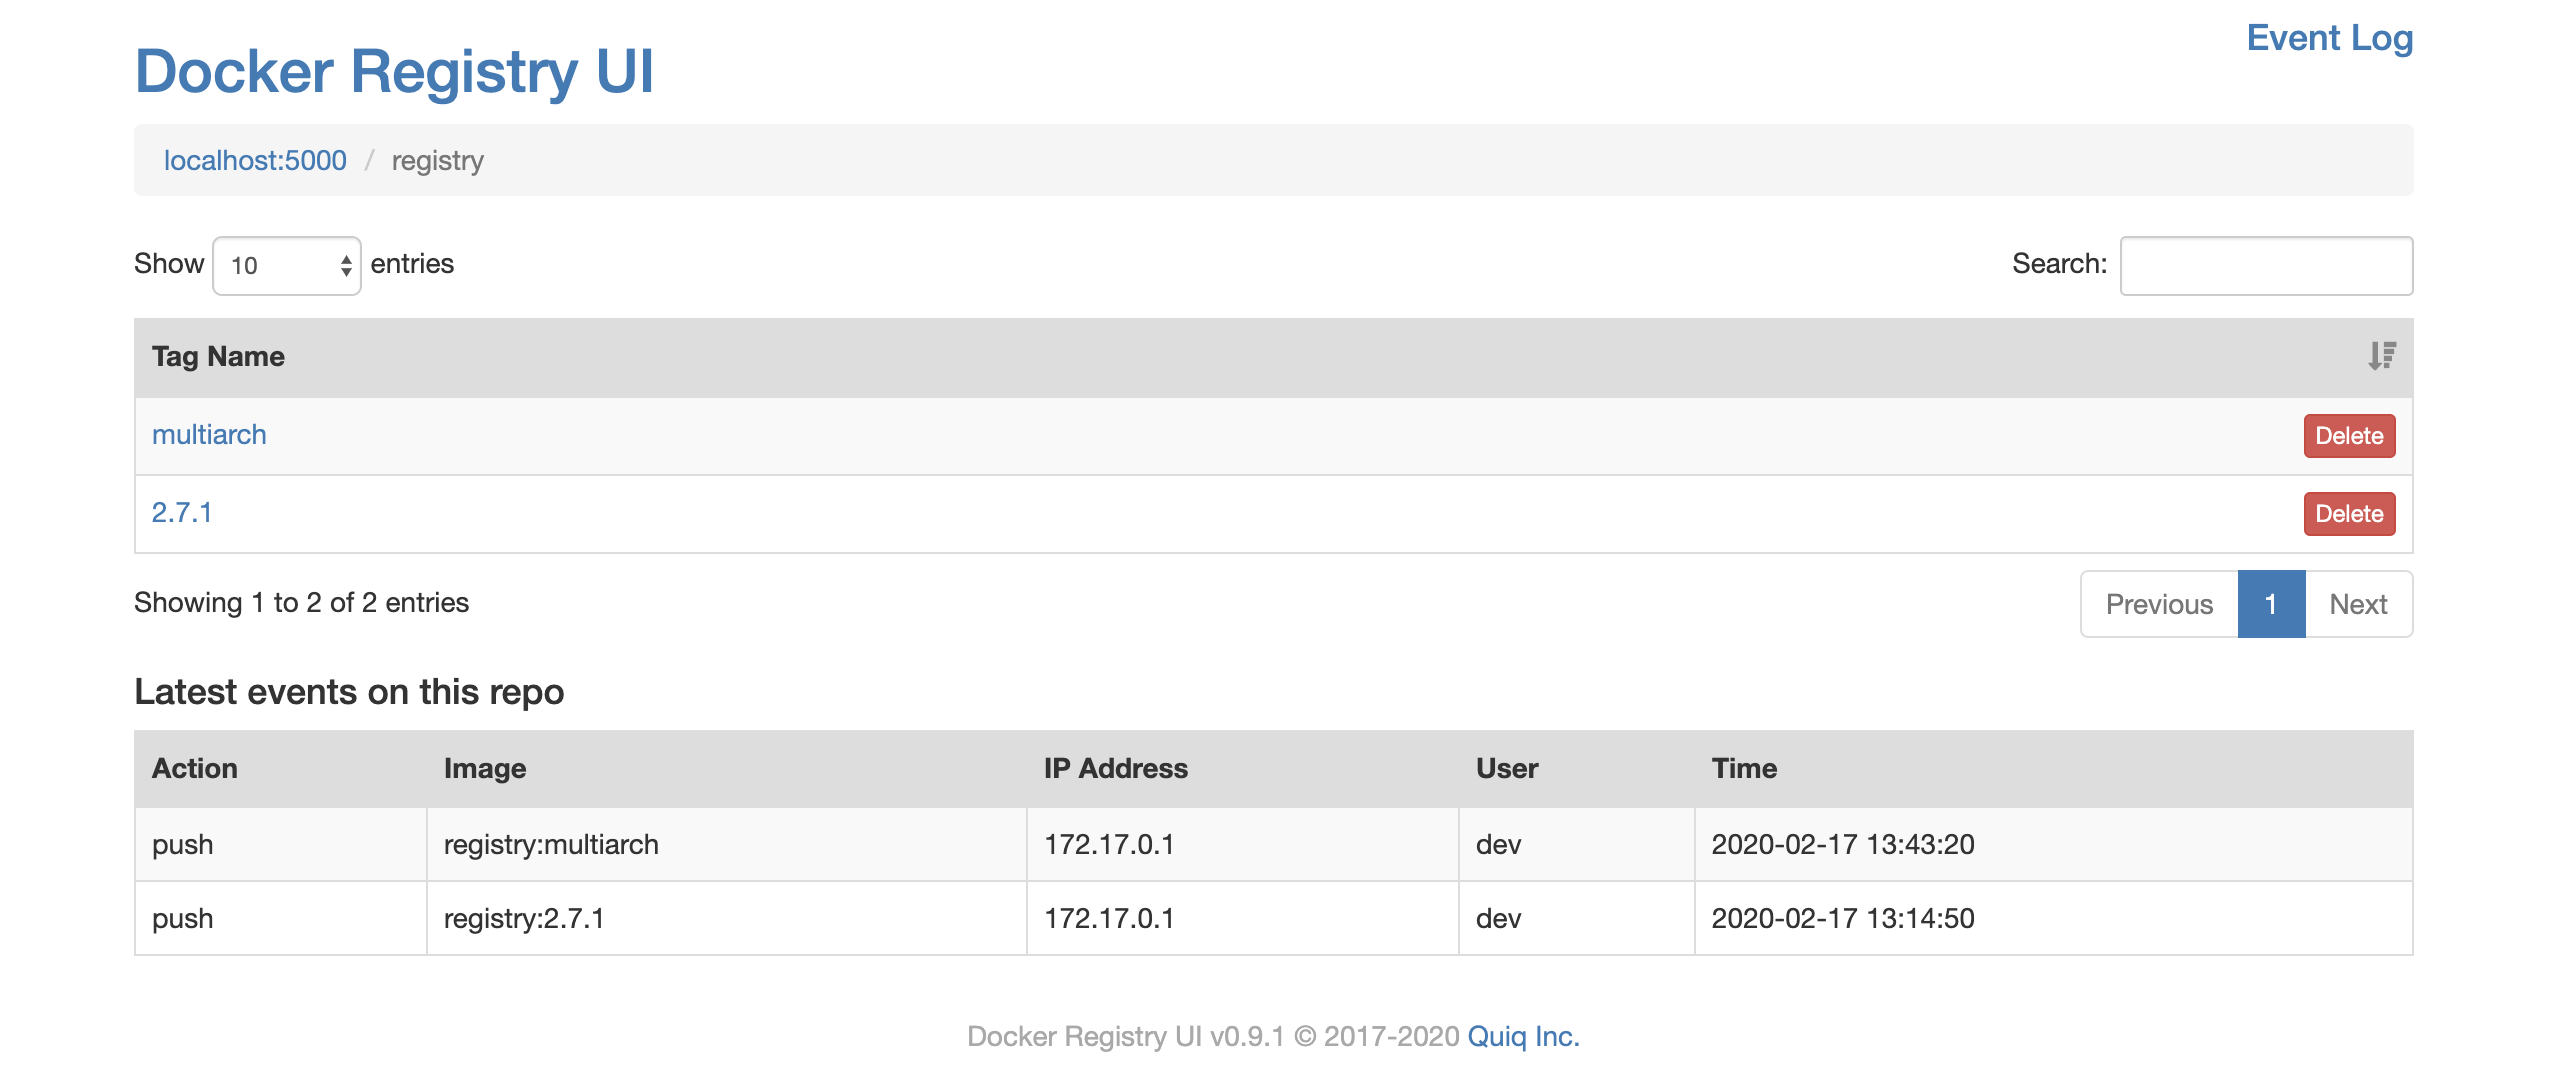 Event Log
Docker Registry UI
localhost:5000 / registry
Show 10 entries Search:
Tag Name
multiarch Delete
2.7.1 Delete
Showing 1 to 2 of 2 entries Previous 1 Next
Latest events on this repo
Action Image IP Address User Time
push registry:multiarch 172.17.0.1 dev 2020-02-17 13:43:20
push registry:2.7.1 172.17.0.1 dev 2020-02-17 13:14:50
Docker Registry UI v0.9.1 © 2017-2020 Quiq Inc.